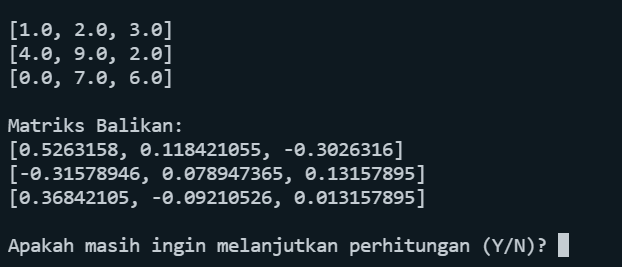 [1.0, 2.0, 3.0]
[4.0, 9.0, 2.0]
[0.0, 7.0, 6.0]
Matriks Balikan:
[0.5263158, 0.118421055, -0.3026316]
[-0.31578946, 0.078947365, 0.13157895]
[0.36842105, -0.09210526, 0.013157895]
Apakah masih ingin melanjutkan perhitungan (Y/N)?